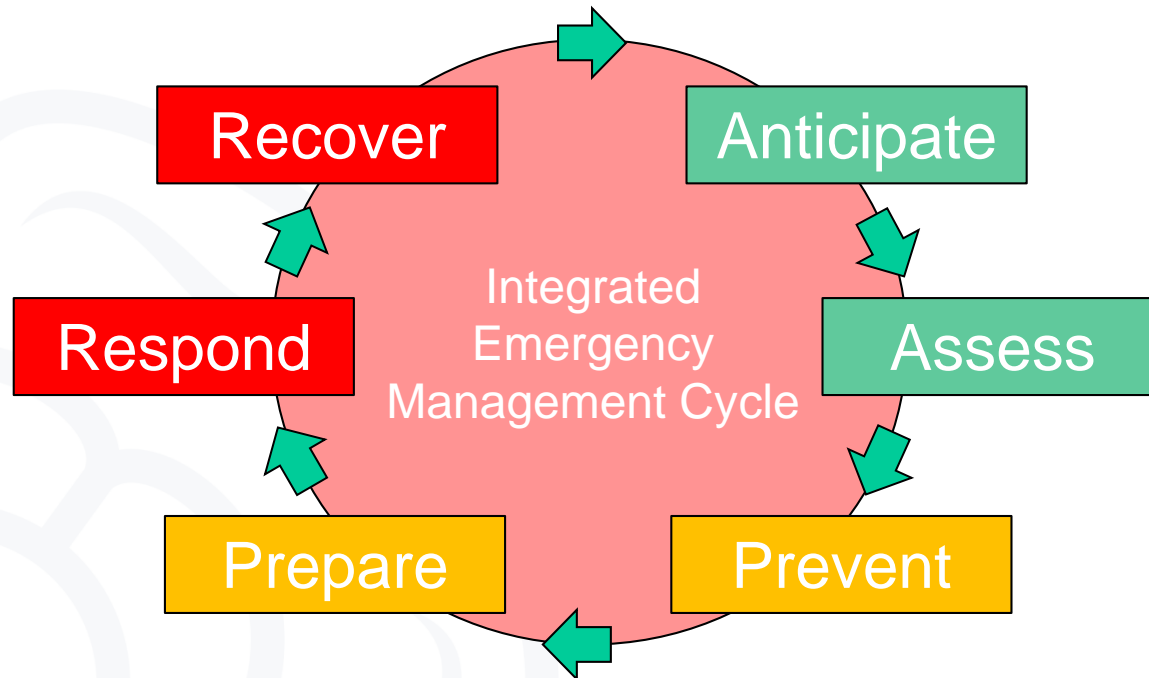 Recover
Anticipate
Respond
Integrated
Emergency
Management Cycle
Assess
Prepare
Prevent